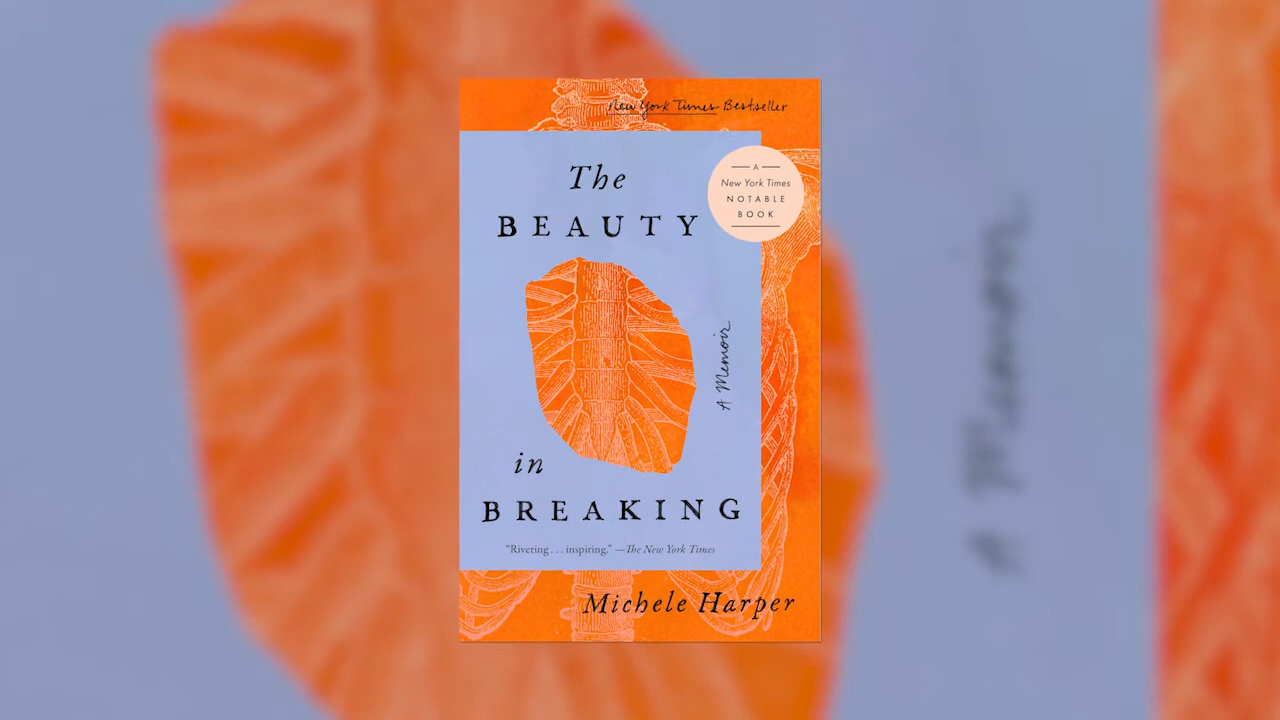 New York Times Bestseller
A
New York Times
NOTABLE
BOOK
The
BEAUTY
A Memoir
in
BREAKING
“Riveting . . . inspiring.” —The New York Times
Michele Harper
A Memoir